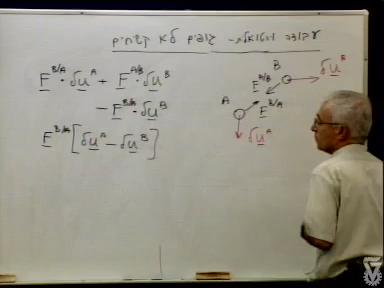 עבודה וירטואלית - גופים לא קשיחים
F^{B/A} · δu^A + F^{A/B} · δu^B
- F^{B/A} · δu^B
F^{B/A} [δu^A - δu^B]
B
δu^B
F^{A/B}
A
F^{B/A}
δu^A